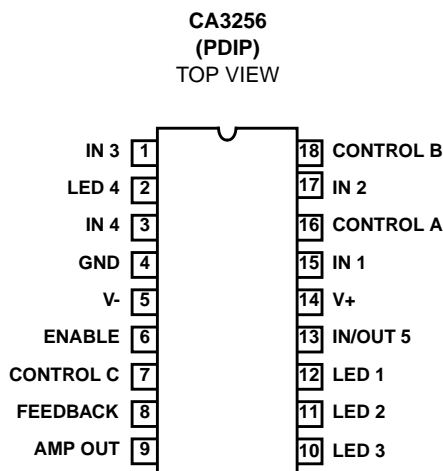 CA3256
(PDIP)
TOP VIEW
IN 3 1 18 CONTROL B
LED 4 2 17 IN 2
IN 4 3 16 CONTROL A
GND 4 15 IN 1
V- 5 14 V+
ENABLE 6 13 IN/OUT 5
CONTROL C 7 12 LED 1
FEEDBACK 8 11 LED 2
AMP OUT 9 10 LED 3